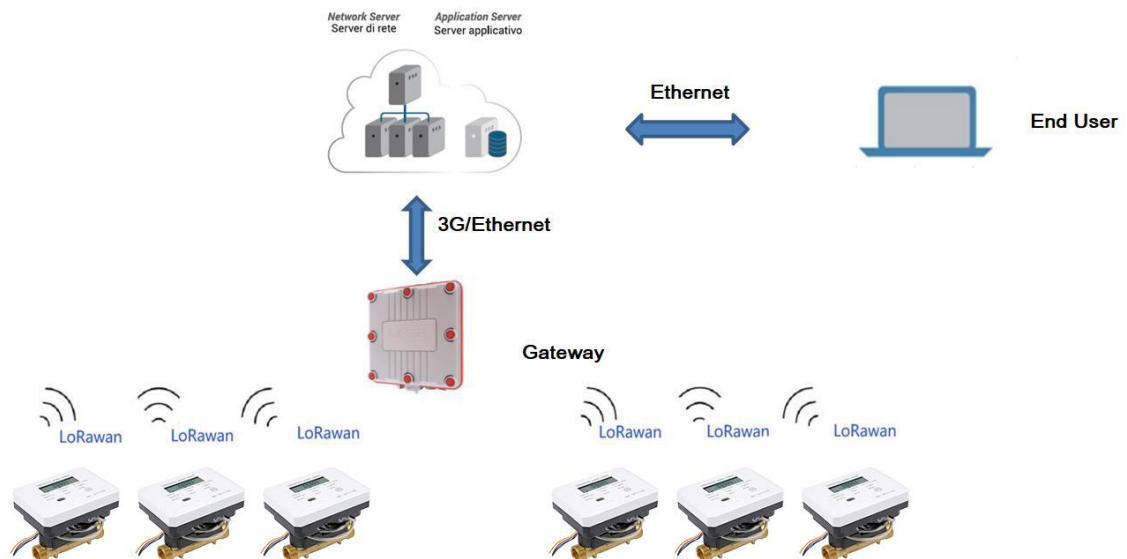 Network Server
Server di rete
Application Server
Server applicativo
Ethernet
End User
3G/Ethernet
Gateway
LoRawan
LoRawan
LoRawan
LoRawan
LoRawan
LoRawan